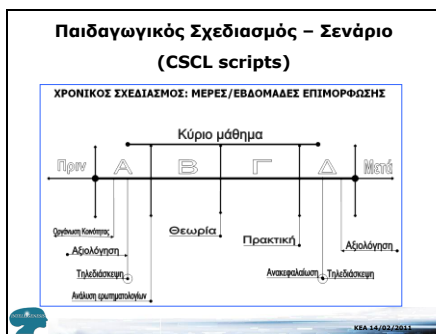 Παιδαγωγικός Σχεδιασμός – Σενάριο
(CSCL scripts)
ΧΡΟΝΙΚΟΣ ΣΧΕΔΙΑΣΜΟΣ: ΜΕΡΕΣ/ΕΒΔΟΜΑΔΕΣ ΕΠΙΜΟΡΦΩΣΗΣ
Κύριο μάθημα
Πριν Α Β Γ Δ Μετά
Οργάνωση Κοινότητας
Θεωρία
Πρακτική
Αξιολόγηση
Αξιολόγηση
Τηλεδιάσκεψη
Ανακεφαλαίωση
Τηλεδιάσκεψη
Ανάλυση ερωτηματολογίων
ΚΕΑ 14/02/2011